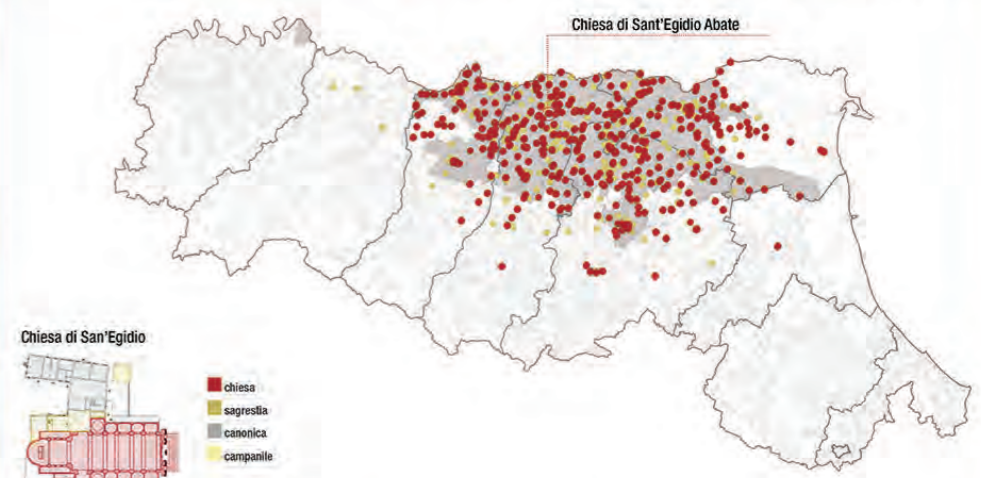 Chiesa di Sant'Egidio Abate
Chiesa di San'Egidio
chiesa
sagrestia
canonica
campanile